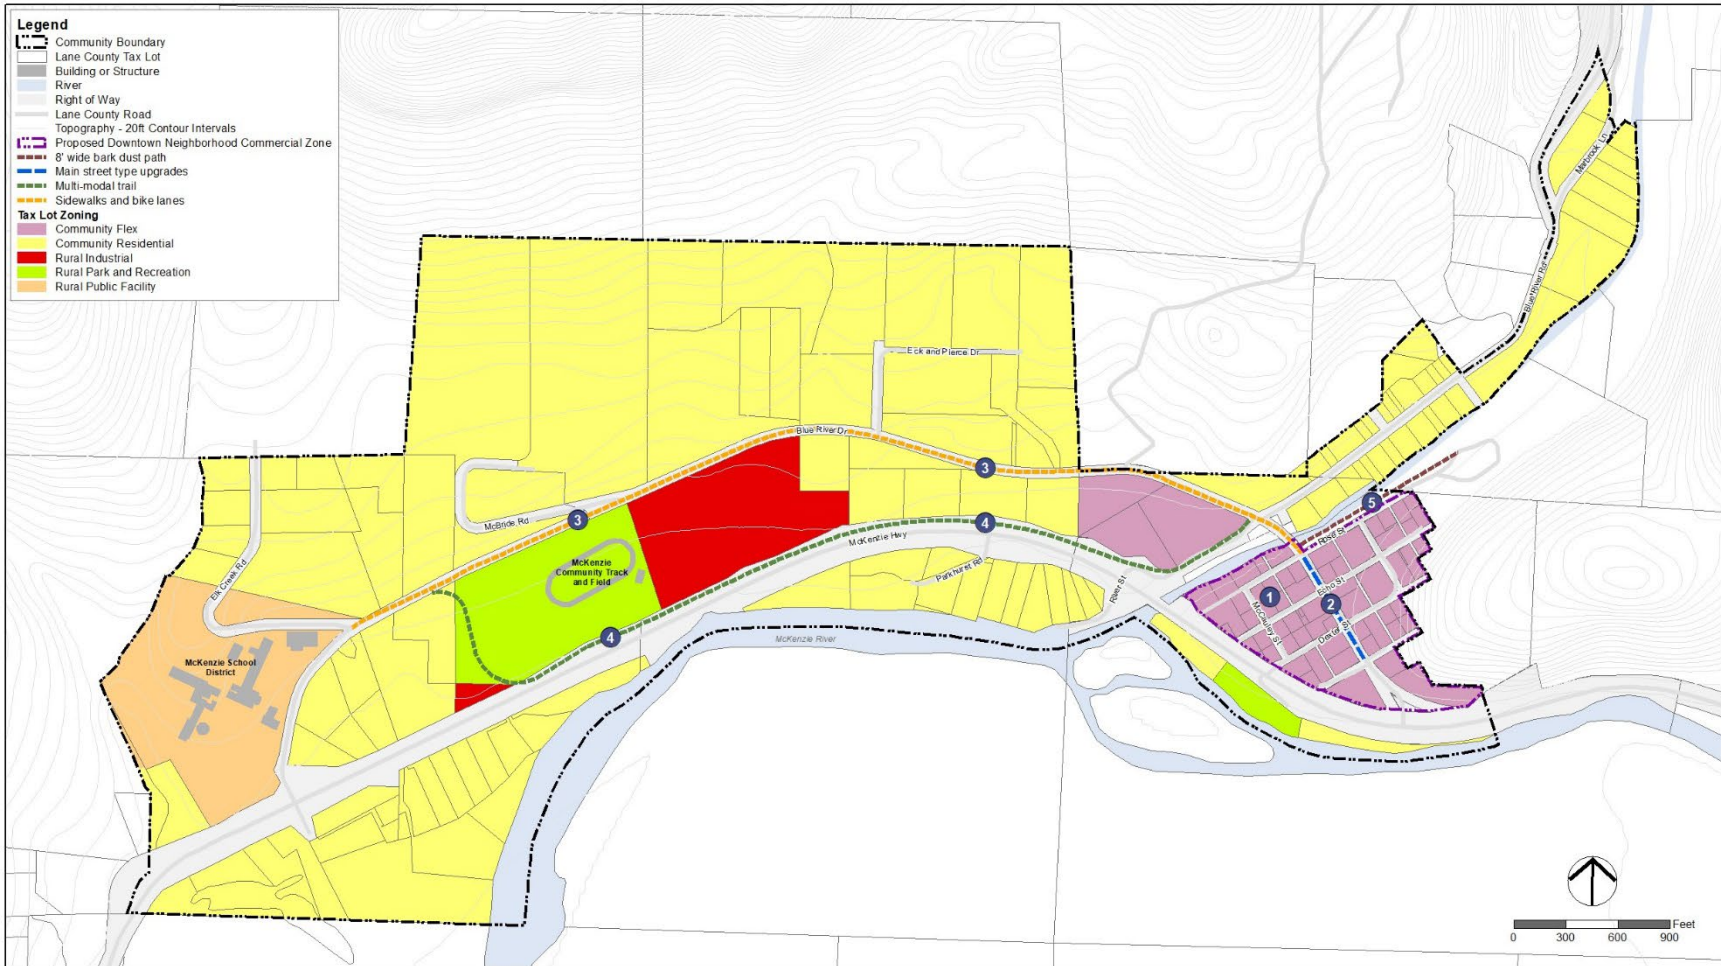 Legend
Community Boundary
Lane County Tax Lot
Building or Structure
River
Right of Way
Lane County Road
Topography - 20ft Contour Intervals
Proposed Downtown Neighborhood Commercial Zone
8' wide bark dust path
Main street type upgrades
Multi-modal trail
Sidewalks and bike lanes
Tax Lot Zoning
Community Flex
Community Residential
Rural Industrial
Rural Park and Recreation
Rural Public Facility
Marbrook Ln
Blue River Rd
Eck and Pierce Dr
Blue River Dr
3
McBride Rd
3
4
McKenzie Hwy
5
Rose St
McKenzie
Community Track
and Field
Parkhurst Rd
River St
Elk Creek Rd
1
Echo St
2
McCauley St
4
McKenzie River
McKenzie School
District
Feet
0
300
600
900